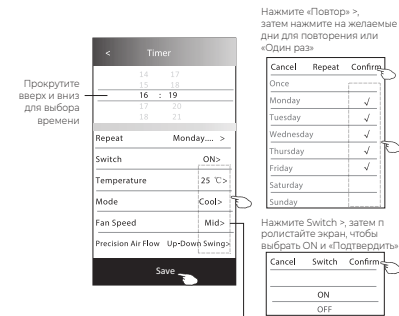 Прокрутите
вверх и вниз
для выбора
времени
< Timer
14 17
15 18
16 : 19
17 20
18 21
Repeat Monday.... >
Switch ON>
Temperature 25 ℃>
Mode Cool>
Fan Speed Mid>
Precision Air Flow Up-Down Swing>
Save
Нажмите «Повтор» >,
затем нажмите на желаемые
дни для повторения или
«Один раз»
Cancel Repeat Confirm
Once
Monday √
Tuesday √
Wednesday √
Thursday √
Friday √
Saturday
Sunday
Нажмите Switch >, затем п
ролистайте экран, чтобы
выбрать ON и «Подтвердить»
Cancel Switch Confirm
ON
OFF